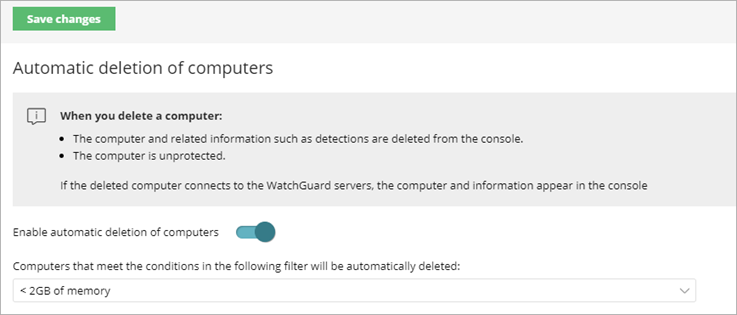 Save changes
Automatic deletion of computers
When you delete a computer:
• The computer and related information such as detections are deleted from the console.
• The computer is unprotected.
If the deleted computer connects to the WatchGuard servers, the computer and information appear in the console
Enable automatic deletion of computers
Computers that meet the conditions in the following filter will be automatically deleted:
< 2GB of memory